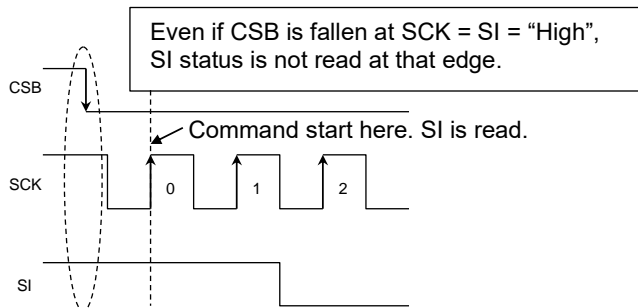 Even if CSB is fallen at SCK = SI = “High”,
SI status is not read at that edge.
CSB
Command start here. SI is read.
SCK
0 1 2
SI